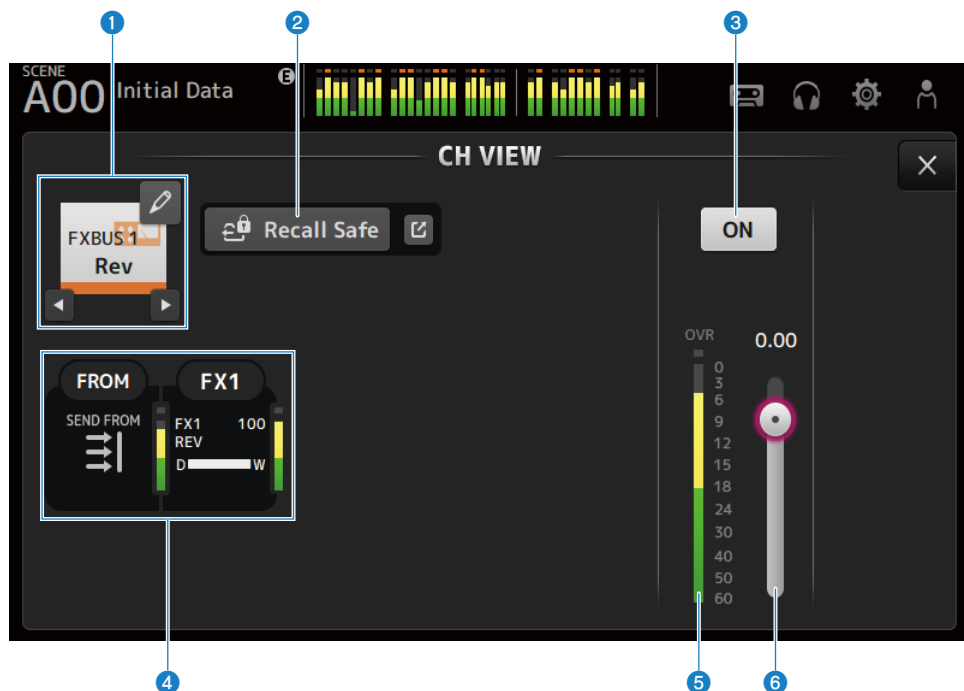 1 2 3
SCENE
A00 Initial Data E
CH VIEW
FXBUS 1
Rev
Recall Safe
ON
OVR 0.00
0
3
6
9
12
15
18
24
30
40
50
60
FROM FX1
SEND FROM
FX1 100
REV
D W
4 5 6